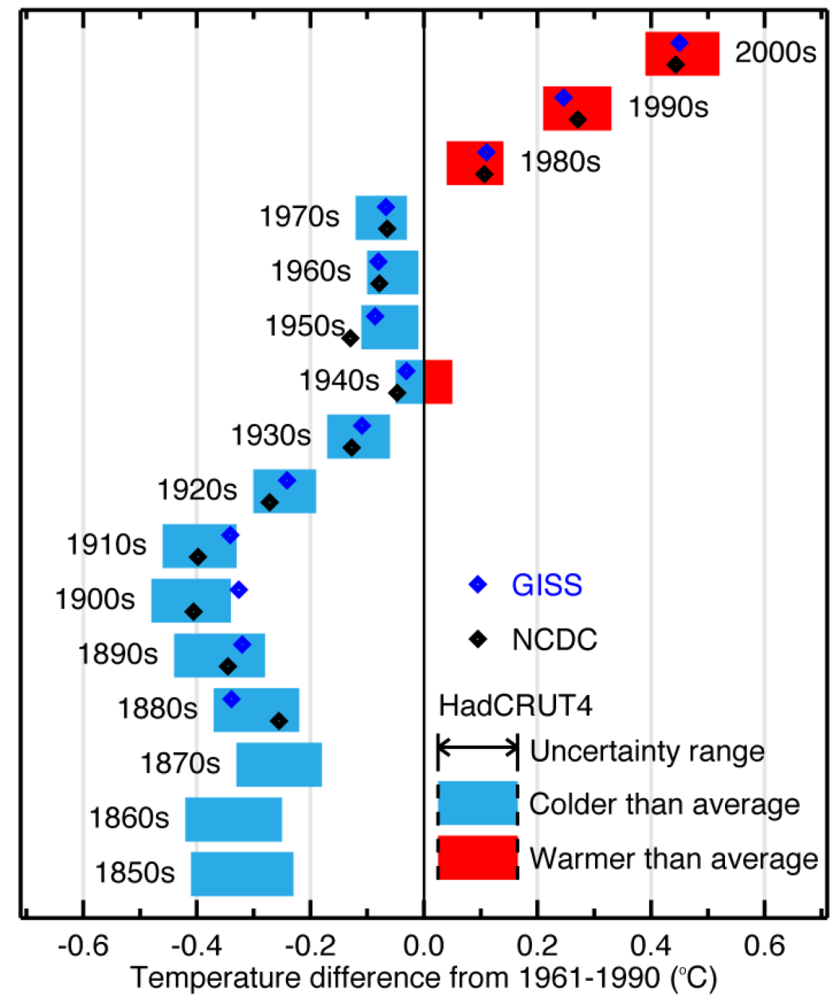 2000s
1990s
1980s
1970s
1960s
1950s
1940s
1930s
1920s
1910s
1900s
1890s
1880s
1870s
1860s
1850s
GISS
NCDC
HadCRUT4
Uncertainty range
Colder than average
Warmer than average
-0.6 -0.4 -0.2 0.0 0.2 0.4 0.6
Temperature difference from 1961-1990 (°C)